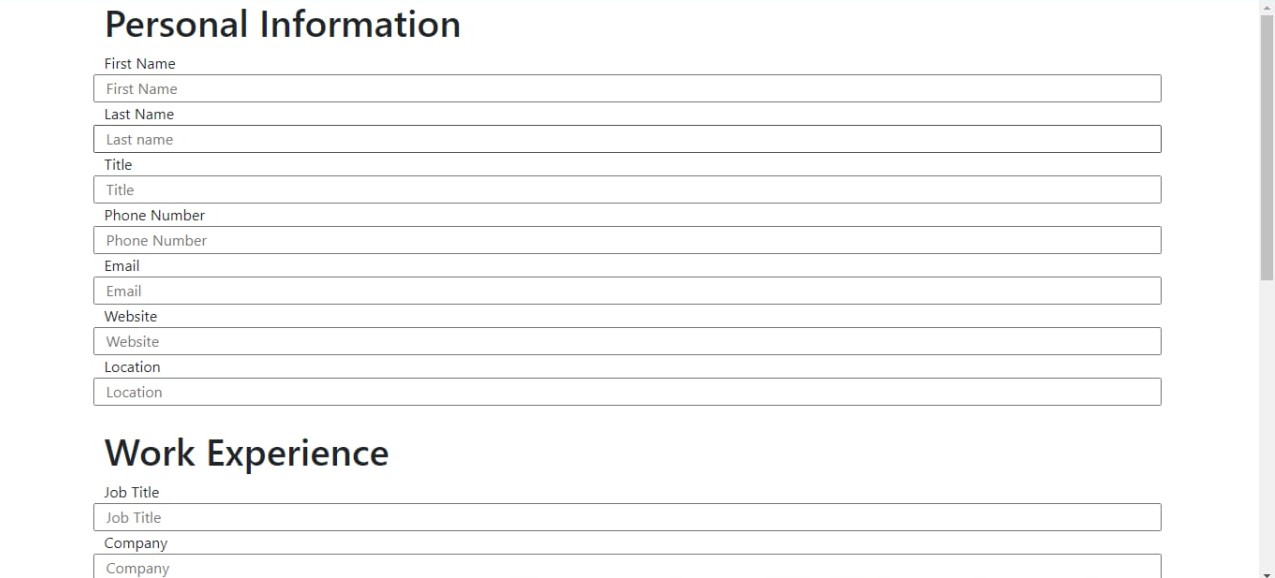 Personal Information
First Name
First Name
Last Name
Last name
Title
Title
Phone Number
Phone Number
Email
Email
Website
Website
Location
Location
Work Experience
Job Title
Job Title
Company
Company